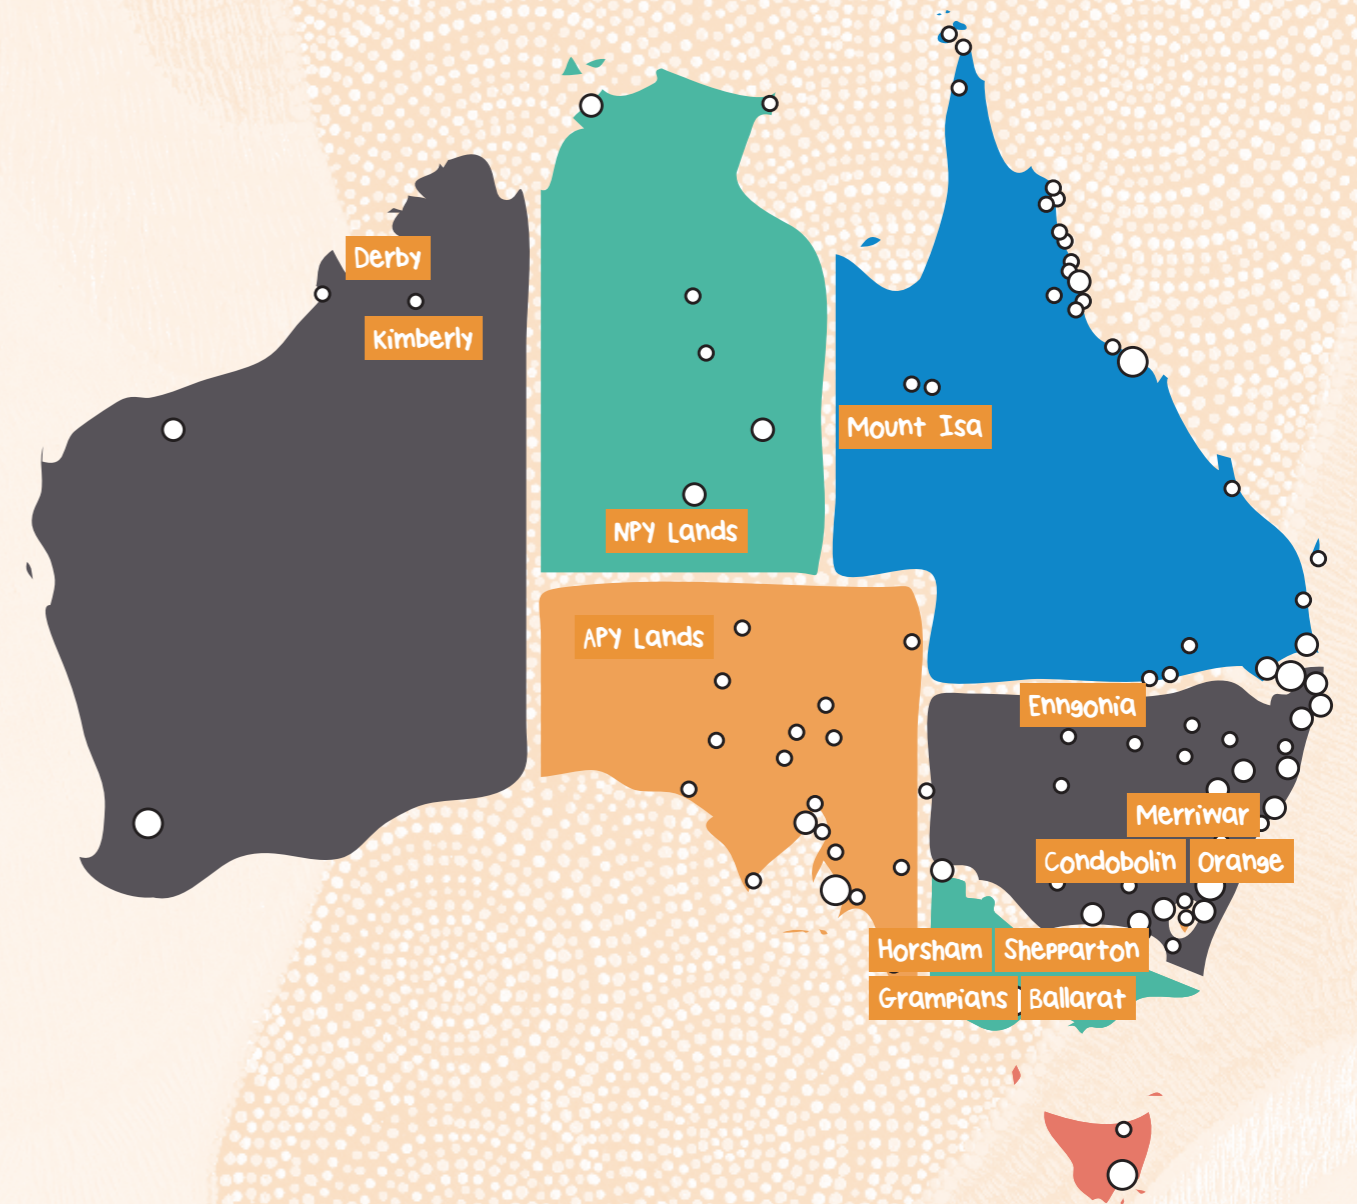 Derby
Kimberly
Mount Isa
NPY Lands
APY Lands
Enngonia
Merriwar
Condobolin
Orange
Horsham
Shepparton
Grampians
Ballarat